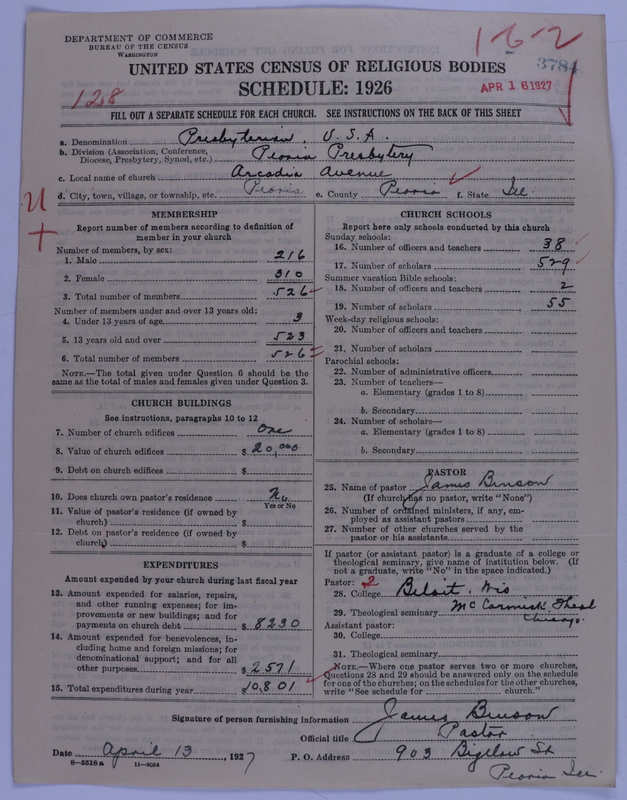 DEPARTMENT OF COMMERCE
BUREAU OF THE CENSUS
WASHINGTON
1-6-2
3784
UNITED STATES CENSUS OF RELIGIOUS BODIES
SCHEDULE: 1926
APR 16 1927
128
FILL OUT A SEPARATE SCHEDULE FOR EACH CHURCH. SEE INSTRUCTIONS ON THE BACK OF THIS SHEET
a. Denomination Presbyterian, U.S.A.
b. Division (Association, Conference, Diocese, Presbytery, Synod, etc.) Peoria Presbytery
c. Local name of church Arcadia Avenue
d. City, town, village, or township, etc. Peoria e. County Peoria f. State Ill.
MEMBERSHIP
Report number of members according to definition of
member in your church
Number of members, by sex:
1. Male 216
2. Female 310
3. Total number of members 526
Number of members under and over 13 years old:
4. Under 13 years of age 3
5. 13 years old and over 523
6. Total number of members 526
NOTE.—The total given under Question 6 should be
same as the total of males and females given under Question 3.
CHURCH BUILDINGS
See instructions, paragraphs 10 to 12
7. Number of church edifices One
8. Value of church edifices $ 20,000
9. Debt on church edifices $
10. Does church own pastor's residence No
Yes or No
11. Value of pastor's residence (if owned by
church) $
12. Debt on pastor's residence (if owned by
church) $
EXPENDITURES
Amount expended by your church during last fiscal year
13. Amount expended for salaries, repairs,
and other running expenses; for im-
provements or new buildings; and for
payments on church debt $ 8230
14. Amount expended for benevolences, in-
cluding home and foreign missions; for
denominational support; and for all
other purposes $ 2571
15. Total expenditures during year $ 10,801
CHURCH SCHOOLS
Report here only schools conducted by this church
Sunday schools:
16. Number of officers and teachers 38
17. Number of scholars 529
Summer vacation Bible schools:
18. Number of officers and teachers 2
19. Number of scholars 55
Week-day religious schools:
20. Number of officers and teachers
21. Number of scholars
Parochial schools:
22. Number of administrative officers
23. Number of teachers—
a. Elementary (grades 1 to 8)
b. Secondary
24. Number of scholars—
a. Elementary (grades 1 to 8)
b. Secondary
PASTOR
25. Name of pastor James Benson
(If church has no pastor, write "None")
26. Number of ordained ministers, if any, em-
ployed as assistant pastors
27. Number of other churches served by the
pastor or his assistants
If pastor (or assistant pastor) is a graduate of a college or
theological seminary, give name of institution below. (If
not a graduate, write "No" in the space indicated.)
Pastor: 2
28. College Beloit, Wis
29. Theological seminary McCormick Theol
Chicago.
Assistant pastor:
30. College
31. Theological seminary
NOTE.—Where one pastor serves two or more churches,
Questions 28 and 29 should be answered only on the schedule
for one of the churches; on the schedules for the other churches,
write "See schedule for church."
Signature of person furnishing information James Benson
Official title Pastor
Date April 13, 1927 P. O. Address 903 Bigelow St
8-5518 a 11-9024
Peoria Ill.